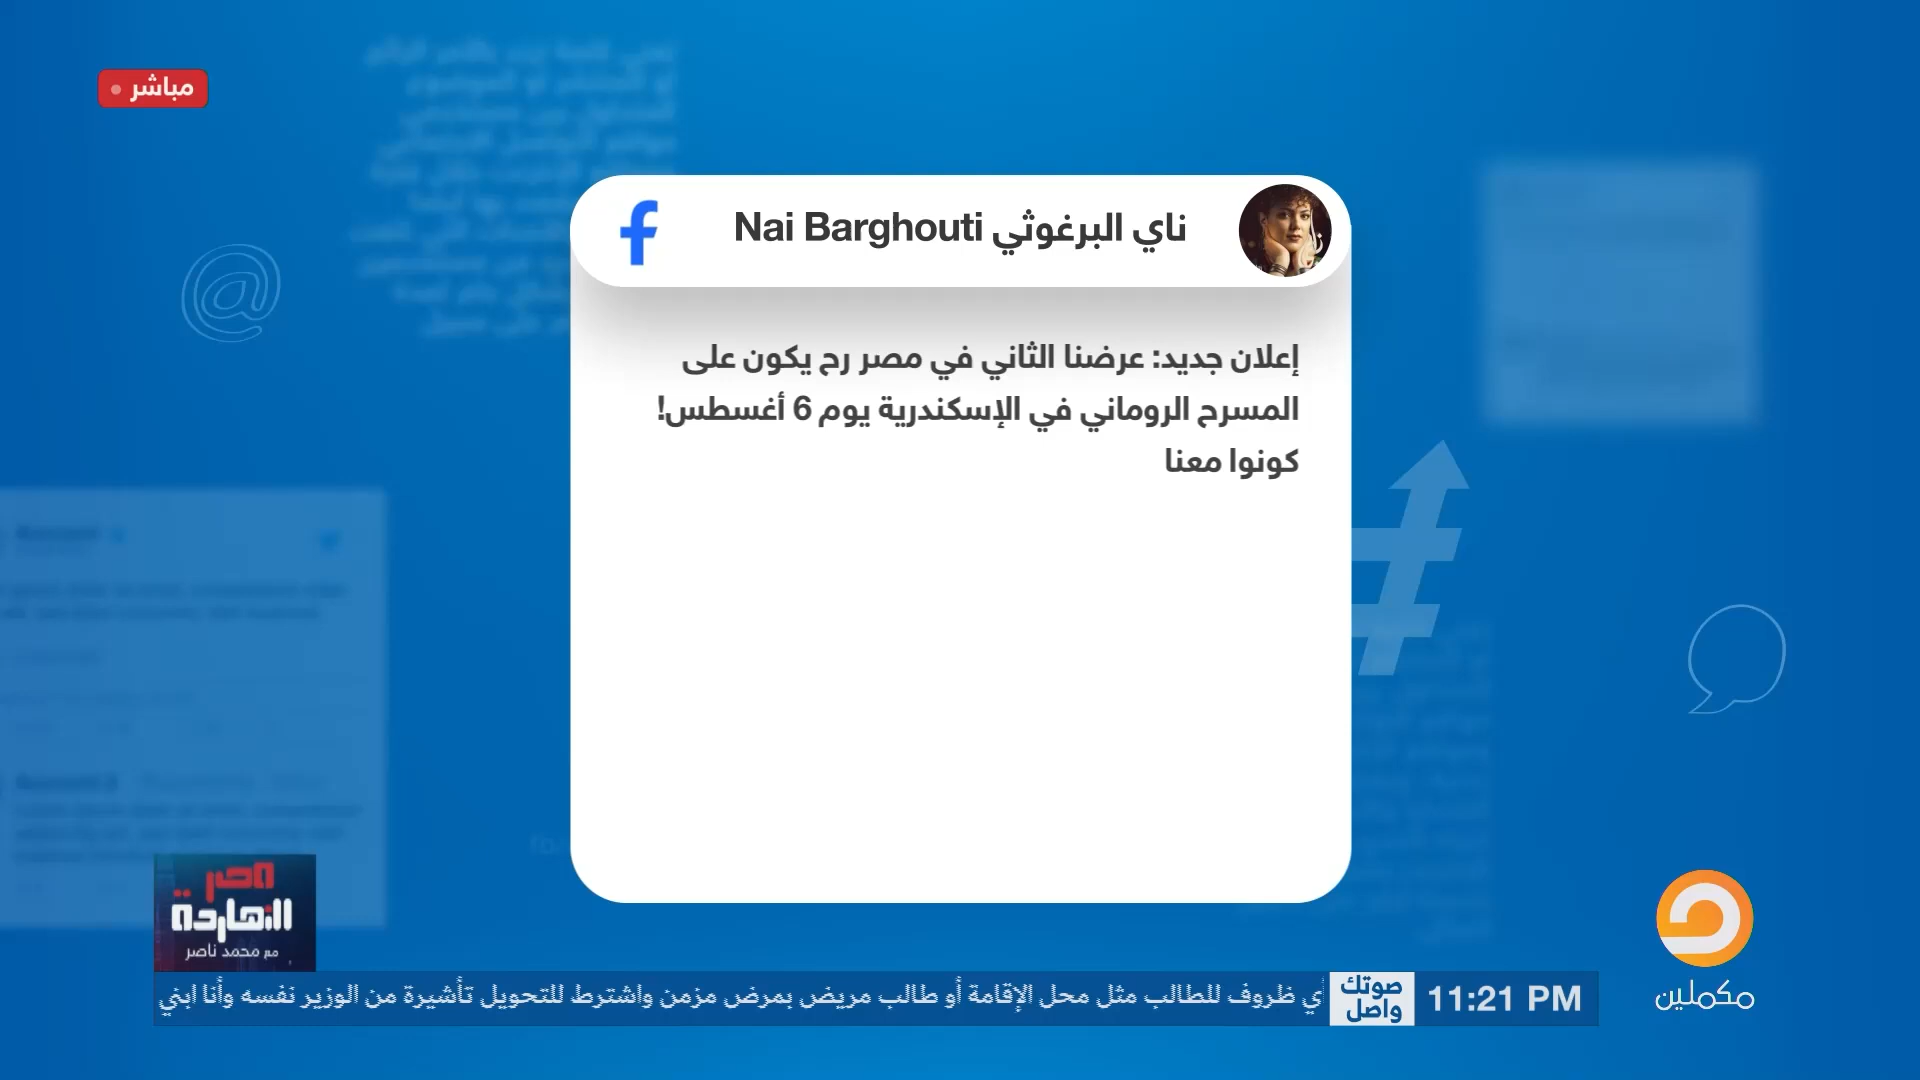 مباشر
ناي البرغوثي Nai Barghouti
إعلان جديد: عرضنا الثاني في مصر رح يكون على
المسرح الروماني في الإسكندرية يوم 6 أغسطس!
كونوا معنا
مصر
النهاردة
مع محمد ناصر
11:21 PM
صوتك
واصل
أي ظروف للطالب مثل محل الإقامة أو طالب مريض بمرض مزمن واشترط للتحويل تأشيرة من الوزير نفسه وأنا ابني
مكملين